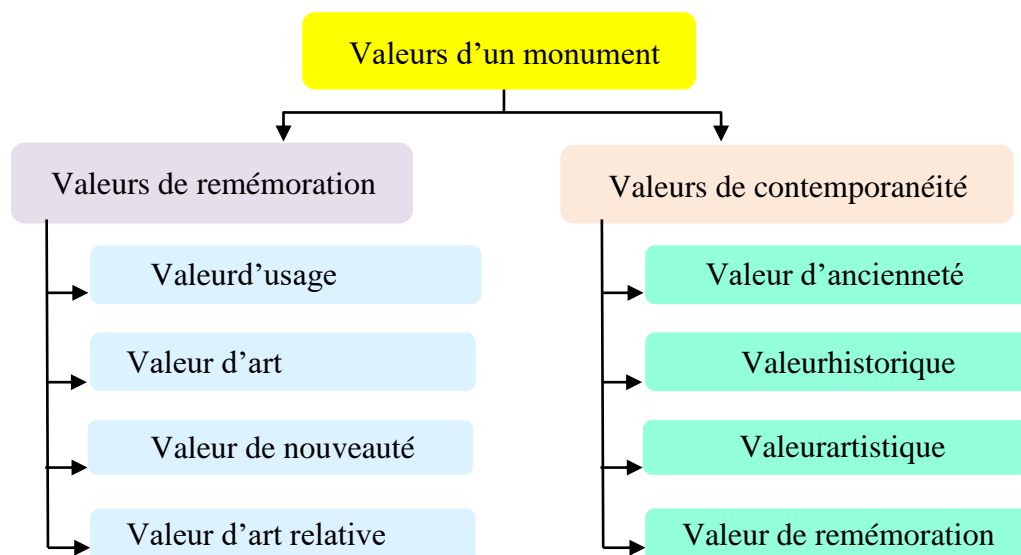 Valeurs d’un monument
Valeurs de remémoration
Valeurs de contemporanéité
Valeurd’usage
Valeur d’ancienneté
Valeur d’art
Valeurhistorique
Valeur de nouveauté
Valeurartistique
Valeur d’art relative
Valeur de remémoration